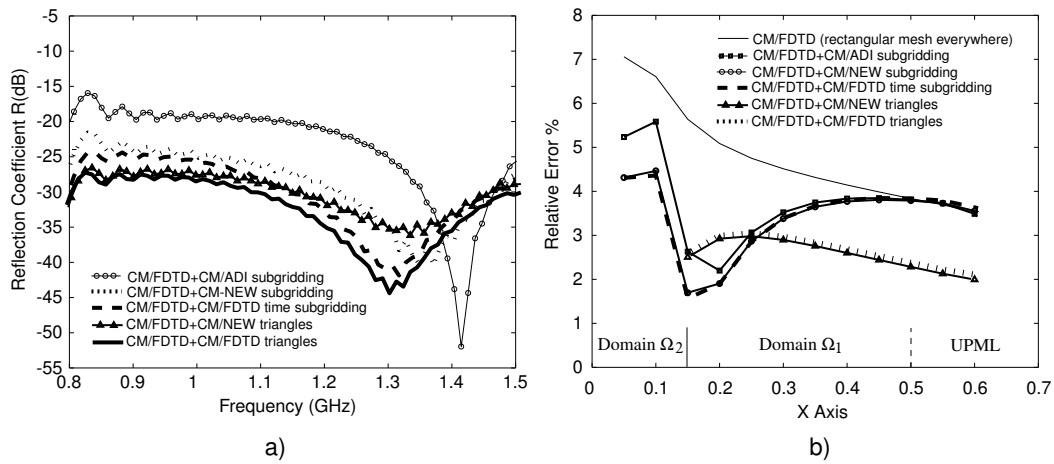 -5
-10
-15
-20
-25
-30
-35
-40
-45
-50
-55
Reflection Coefficient R(dB)
CM/FDTD+CM/ADI subgridding
CM/FDTD+CM-NEW subgridding
CM/FDTD+CM/FDTD time subgridding
CM/FDTD+CM/NEW triangles
CM/FDTD+CM/FDTD triangles
0.8 0.9 1 1.1 1.2 1.3 1.4 1.5
Frequency (GHz)
a)
8
7
6
5
4
3
2
1
0
Relative Error %
CM/FDTD (rectangular mesh everywhere)
CM/FDTD+CM/ADI subgridding
CM/FDTD+CM/NEW subgridding
CM/FDTD+CM/FDTD time subgridding
CM/FDTD+CM/NEW triangles
CM/FDTD+CM/FDTD triangles
Domain Ω2 Domain Ω1 UPML
0 0.1 0.2 0.3 0.4 0.5 0.6 0.7
X Axis
b)